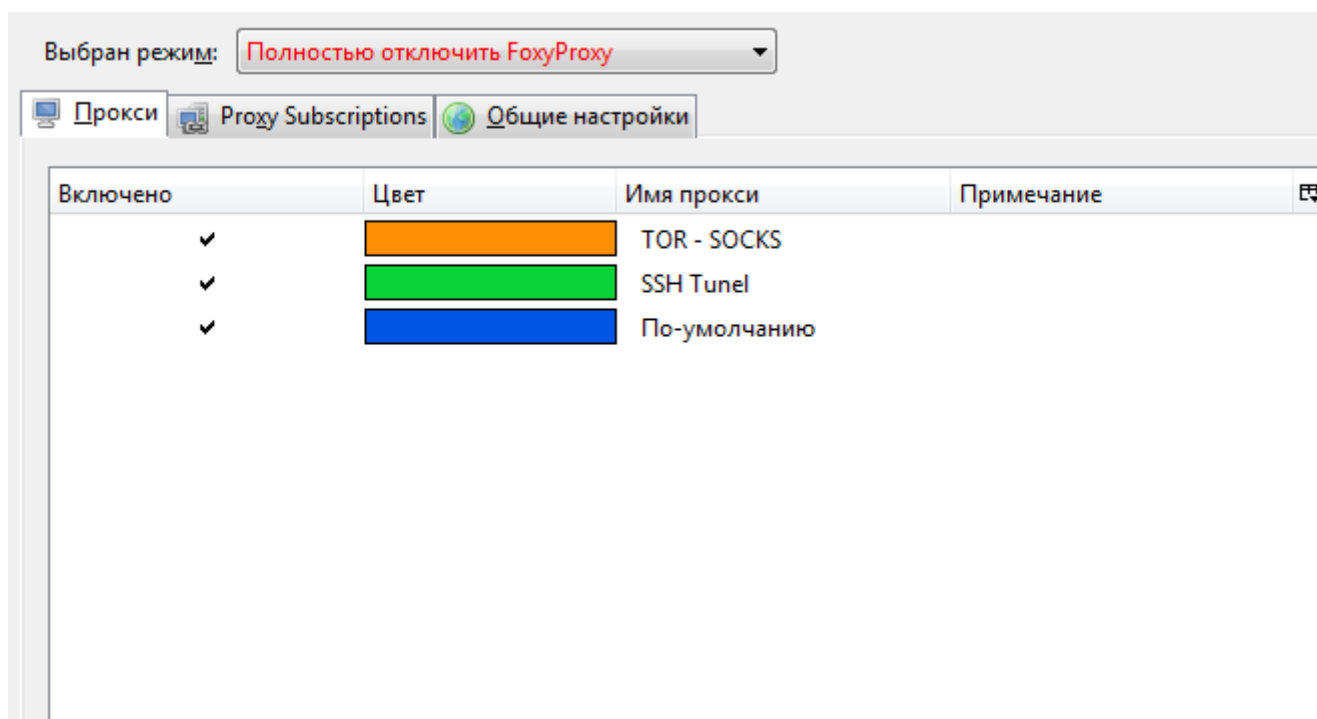 Выбран режим: Полностью отключить FoxyProxy
Прокси Proxy Subscriptions Общие настройки
Включено Цвет Имя прокси Примечание
TOR - SOCKS
SSH Tunel
По-умолчанию